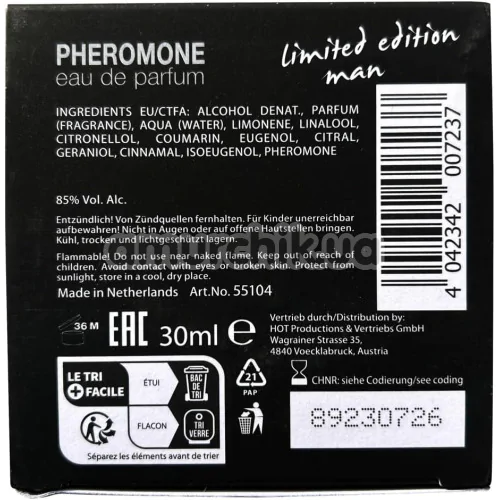 PHEROMONE
eau de parfum
limited edition
man
INGREDIENTS EU/CTFA: ALCOHOL DENAT., PARFUM
(FRAGRANCE), AQUA (WATER), LIMONENE, LINALOOL,
CITRONELLOL, COUMARIN, EUGENOL, CITRAL,
GERANIOL, CINNAMAL, ISOEUGENOL, PHEROMONE
85% Vol. Alc.
Entzündlich! Von Zündquellen fernhalten. Für Kinder unerreichbar
aufbewahren! Nicht in Augen oder auf offene Hautstellen bringen.
Kühl, trocken und lichtgeschützt lagern.
Flammable! Do not use near naked flame. Keep out of reach of
children. Avoid contact with eyes or broken skin. Protect from
sunlight, store in a cool, dry place.
Made in Netherlands Art.No. 55104
4 042342 007237
36 M
EAC
30ml e
Vertrieb durch/Distribution by:
HOT Productions & Vertriebs GmbH
Wagrainer Strasse 35,
4840 Voecklabruck, Austria
LE TRI
+ FACILE
ÉTUI
BAC
DE
TRI
FLACON
TRI
VERRE
Séparez les éléments avant de trier
21
PAP
CHNR: siehe Codierung/see coding
89230726